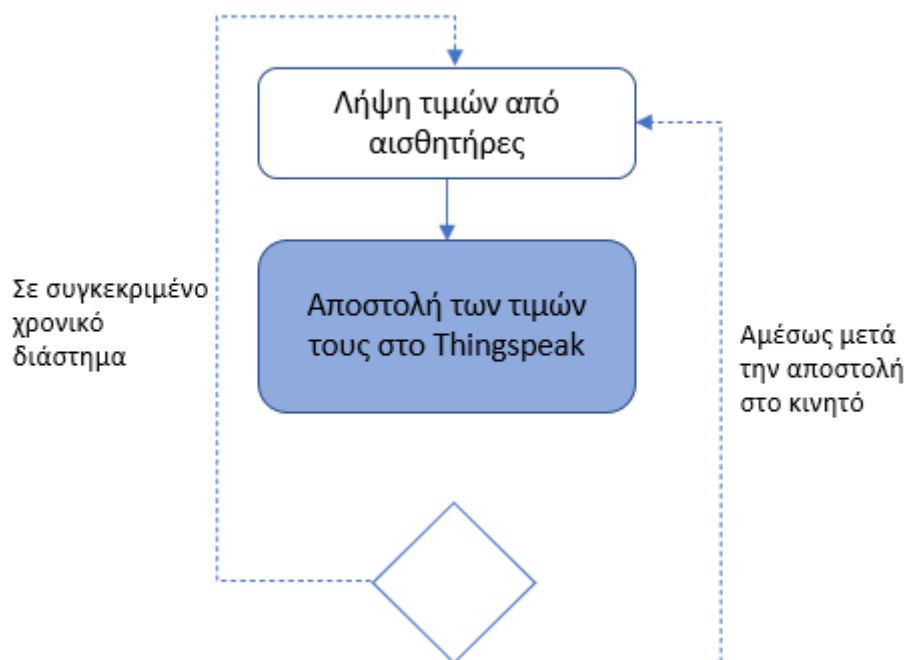 Λήψη τιμών από
αισθητήρες
Αποστολή των τιμών
τους στο Thingspeak
Σε συγκεκριμένο
χρονικό
διάστημα
Αμέσως μετά
την αποστολή
στο κινητό